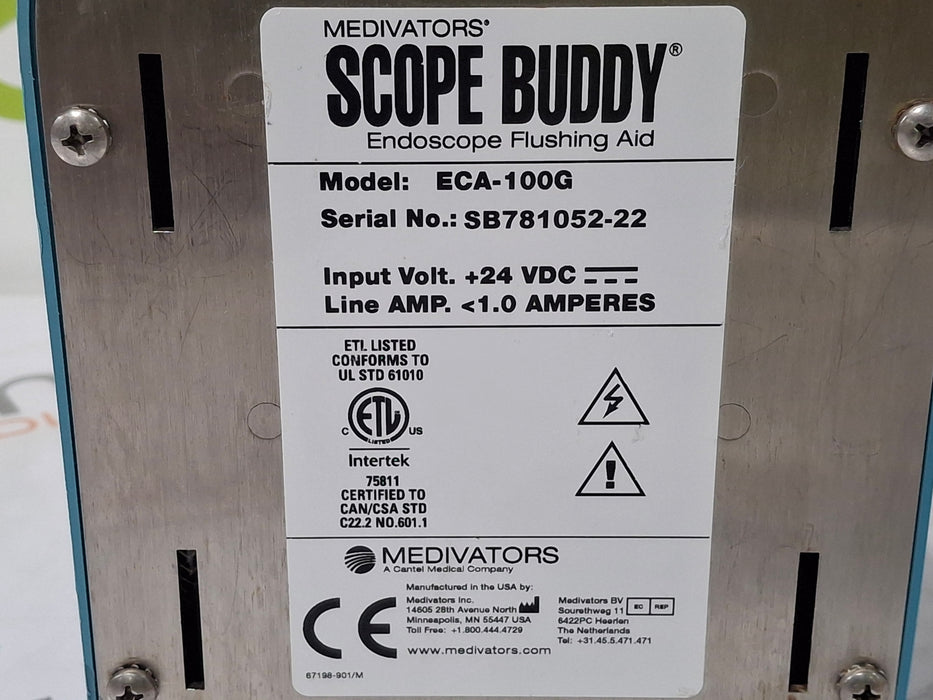 MEDIVATORS®
SCOPE BUDDY®
Endoscope Flushing Aid
Model: ECA-100G
Serial No.: SB781052-22
Input Volt. +24 VDC
Line AMP. <1.0 AMPERES
ETL LISTED
CONFORMS TO
UL STD 61010
ETL
C LISTED US
Intertek
75811
CERTIFIED TO
CAN/CSA STD
C22.2 NO.601.1
MEDIVATORS
A Cantel Medical Company
Manufactured in the USA by:
Medivators Inc.
14605 28th Avenue North
Minneapolis, MN 55447 USA
Toll Free: +1.800.444.4729
www.medivators.com
CE
Medivators BV
Sourethweg 11
6422PC Heerlen
The Netherlands
Tel: +31.45.5.471.471
EC REP
67198-901/M